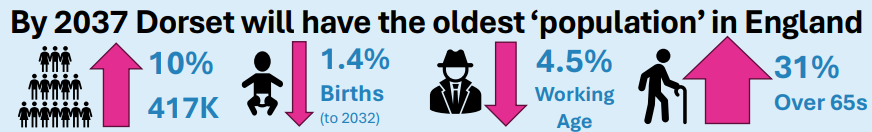 By 2037 Dorset will have the oldest ‘population’ in England
10%
417K
1.4%
Births
(to 2032)
4.5%
Working
Age
31%
Over 65s